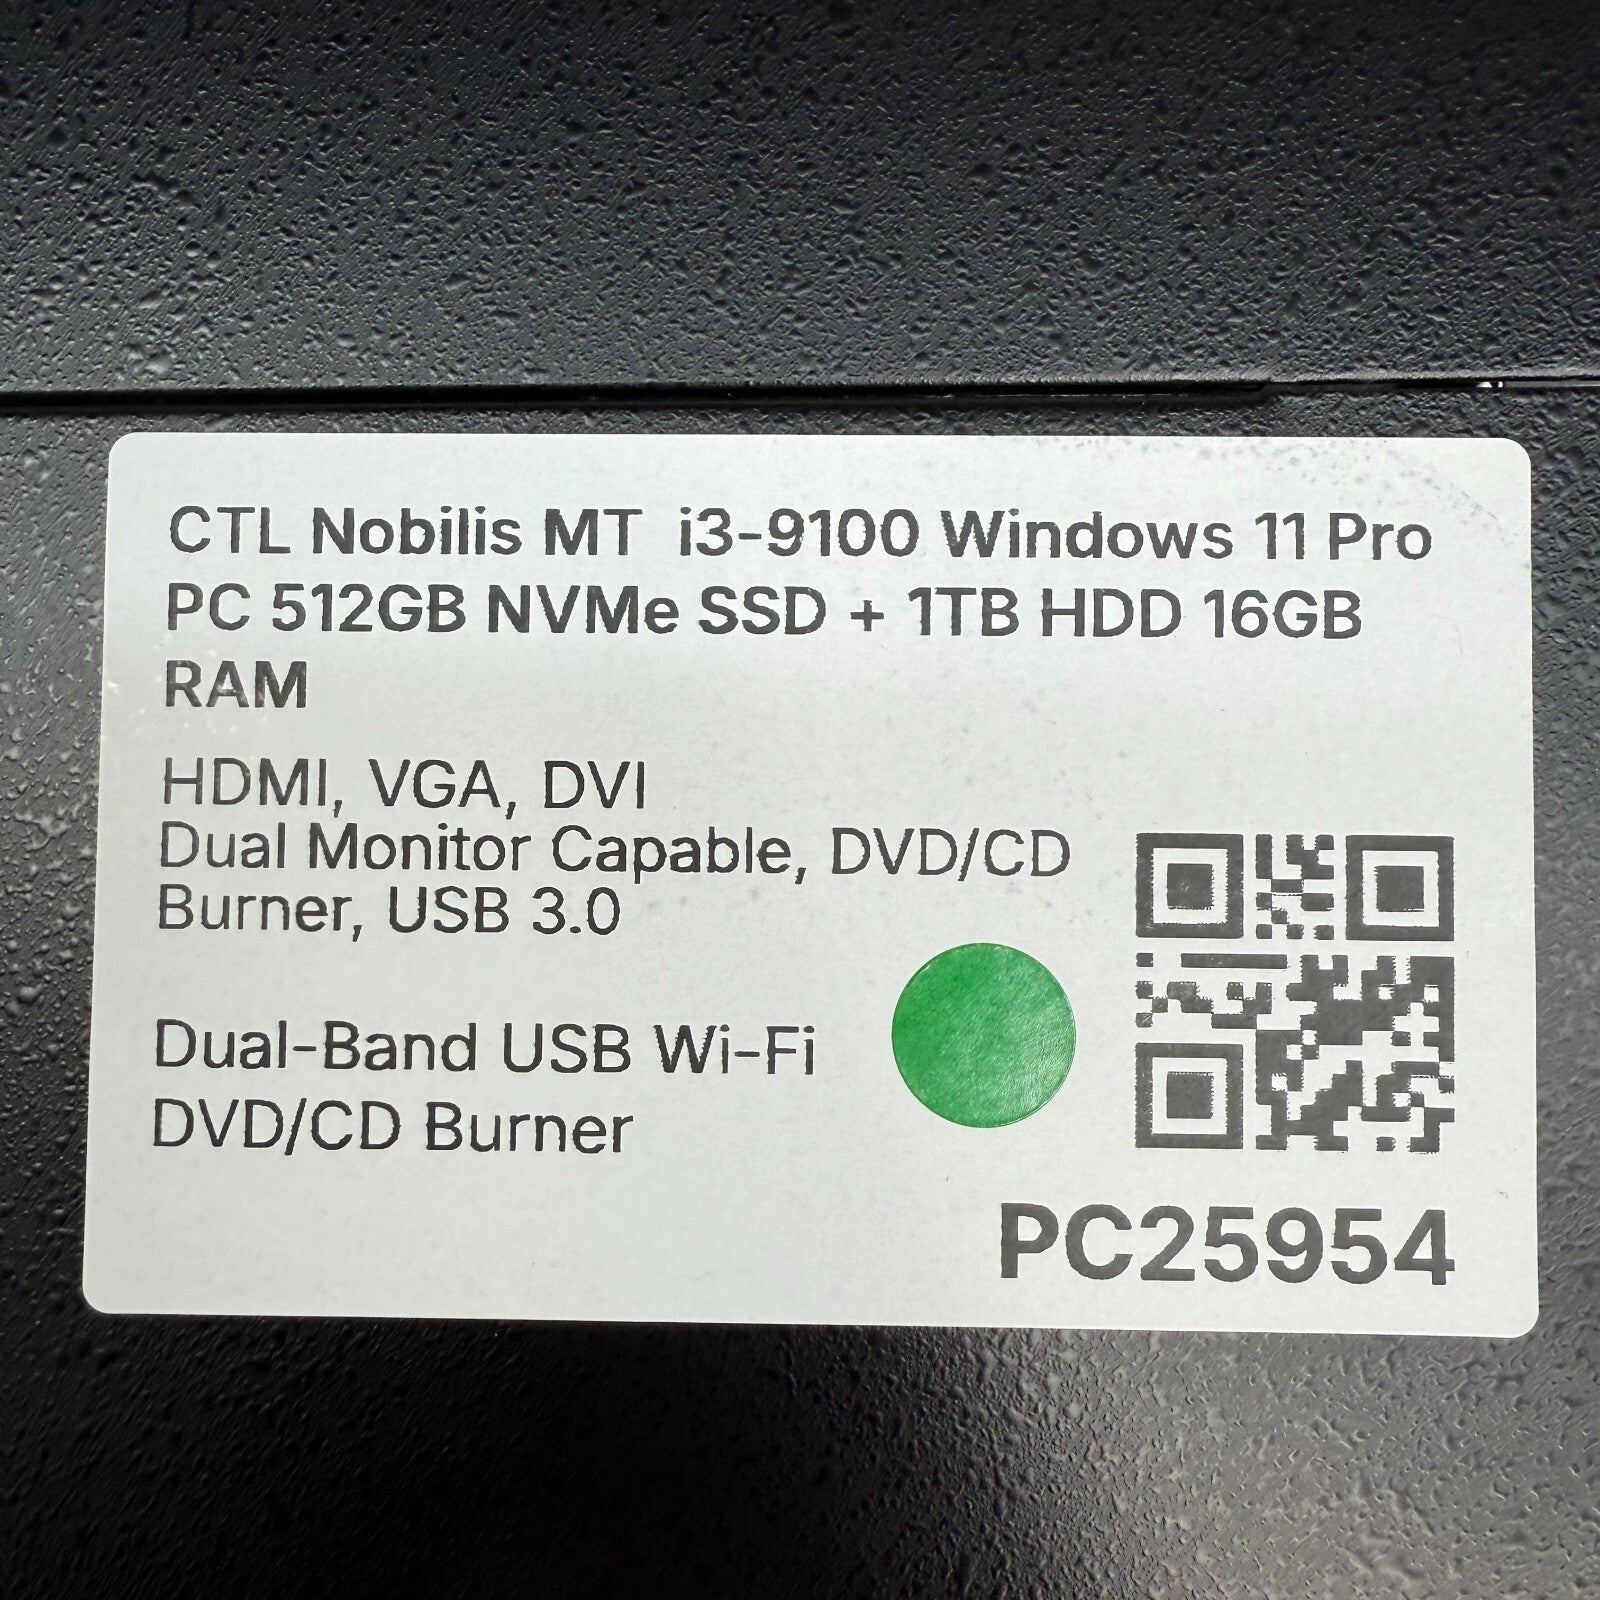 CTL Nobilis MT i3-9100 Windows 11 Pro
PC 512GB NVMe SSD + 1TB HDD 16GB
RAM
HDMI, VGA, DVI
Dual Monitor Capable, DVD/CD
Burner, USB 3.0
Dual-Band USB Wi-Fi
DVD/CD Burner
PC25954